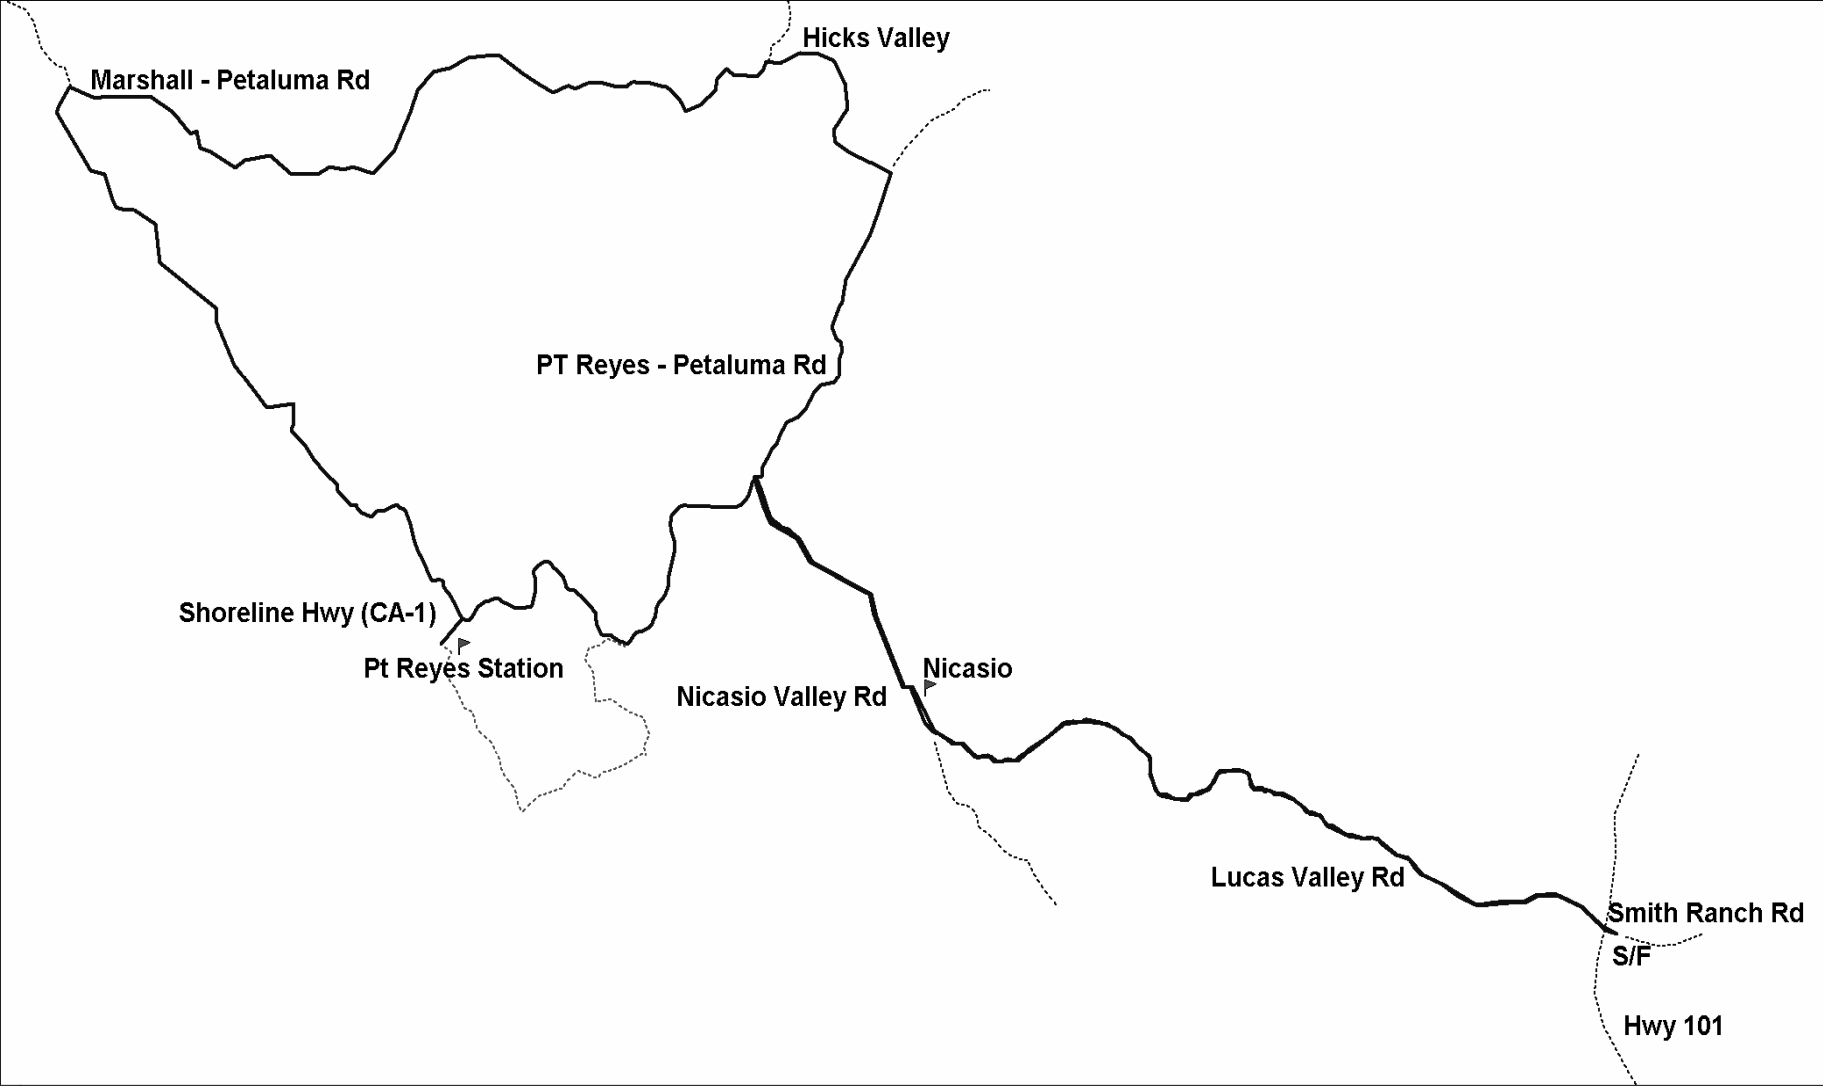 Hicks Valley
Marshall - Petaluma Rd
PT Reyes - Petaluma Rd
Shoreline Hwy (CA-1)
Pt Reyes Station
Nicasio
Nicasio Valley Rd
Lucas Valley Rd
Smith Ranch Rd
S/F
Hwy 101